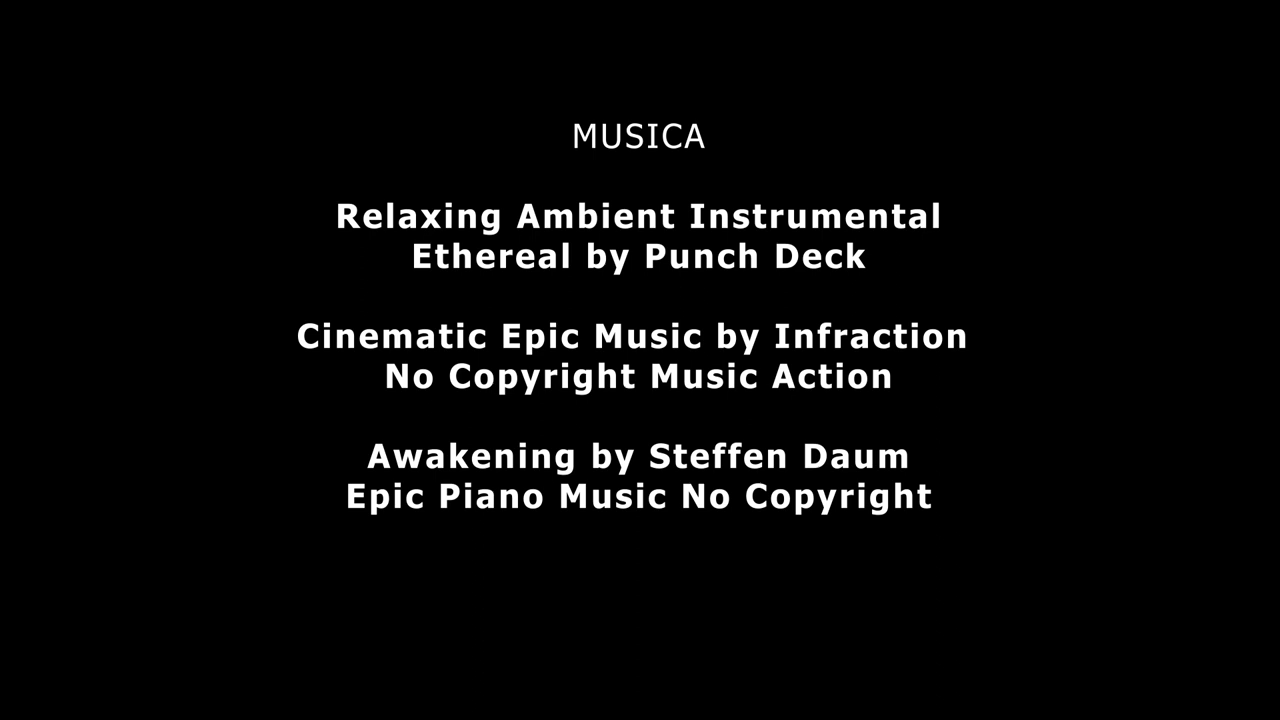 MUSICA
Relaxing Ambient Instrumental
Ethereal by Punch Deck
Cinematic Epic Music by Infraction
No Copyright Music Action
Awakening by Steffen Daum
Epic Piano Music No Copyright